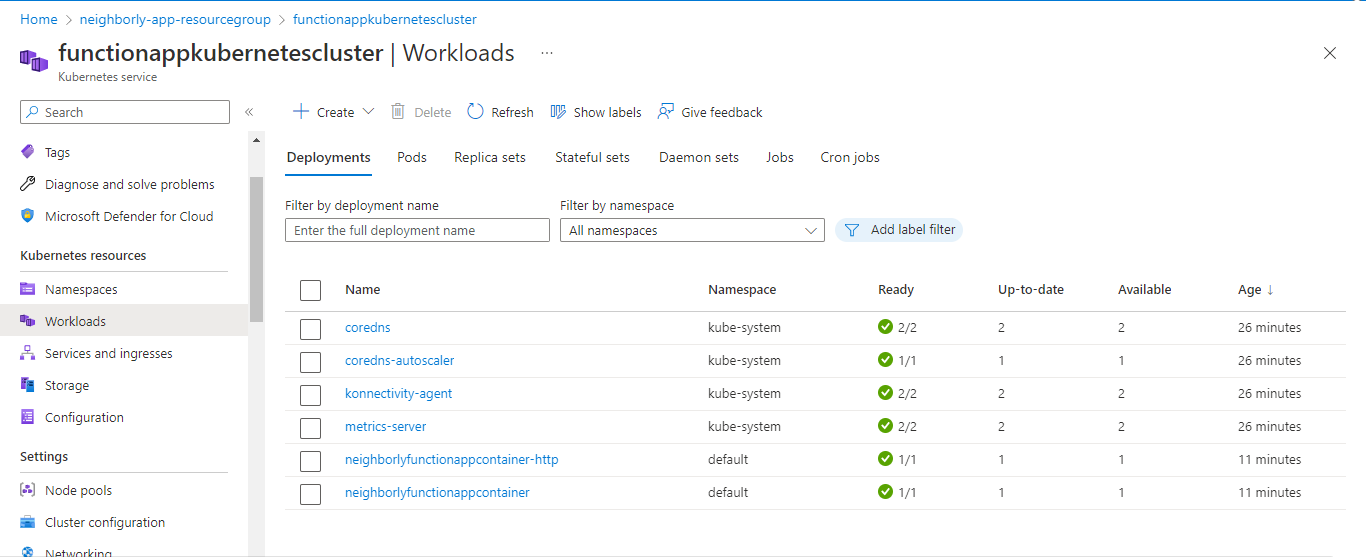 Home > neighborly-app-resourcegroup > functionappkubernetescluster
functionappkubernetescluster | Workloads ...
Kubernetes service
Search «
Create Delete Refresh Show labels Give feedback
Tags
Diagnose and solve problems
Microsoft Defender for Cloud
Kubernetes resources
Namespaces
Workloads
Services and ingresses
Storage
Configuration
Settings
Node pools
Cluster configuration
Networking
Deployments Pods Replica sets Stateful sets Daemon sets Jobs Cron jobs
Filter by deployment name Filter by namespace
Enter the full deployment name All namespaces Add label filter
Name Namespace Ready Up-to-date Available Age ↓
coredns kube-system 2/2 2 2 26 minutes
coredns-autoscaler kube-system 1/1 1 1 26 minutes
konnectivity-agent kube-system 2/2 2 2 26 minutes
metrics-server kube-system 2/2 2 2 26 minutes
neighborlyfunctionappcontainer-http default 1/1 1 1 11 minutes
neighborlyfunctionappcontainer default 1/1 1 1 11 minutes